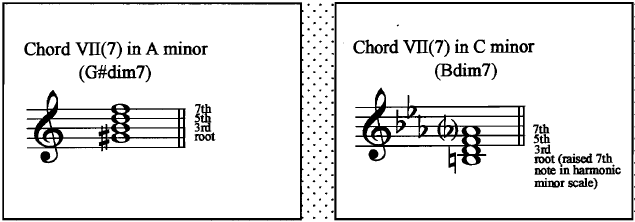 Chord VII(7) in A minor
(G#dim7)
7th
5th
3rd
root
Chord VII(7) in C minor
(Bdim7)
7th
5th
3rd
root (raised 7th
note in harmonic
minor scale)